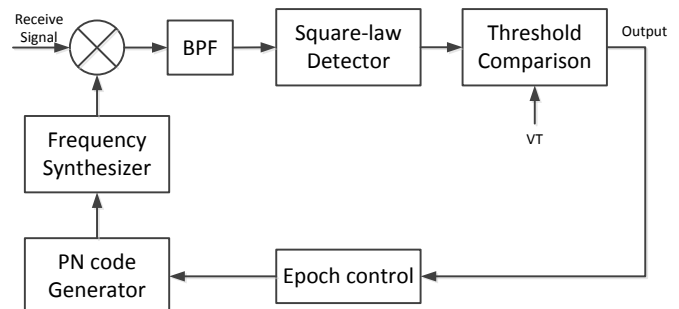 Receive
Signal
BPF
Square-law
Detector
Threshold
Comparison
Output
VT
Frequency
Synthesizer
PN code
Generator
Epoch control